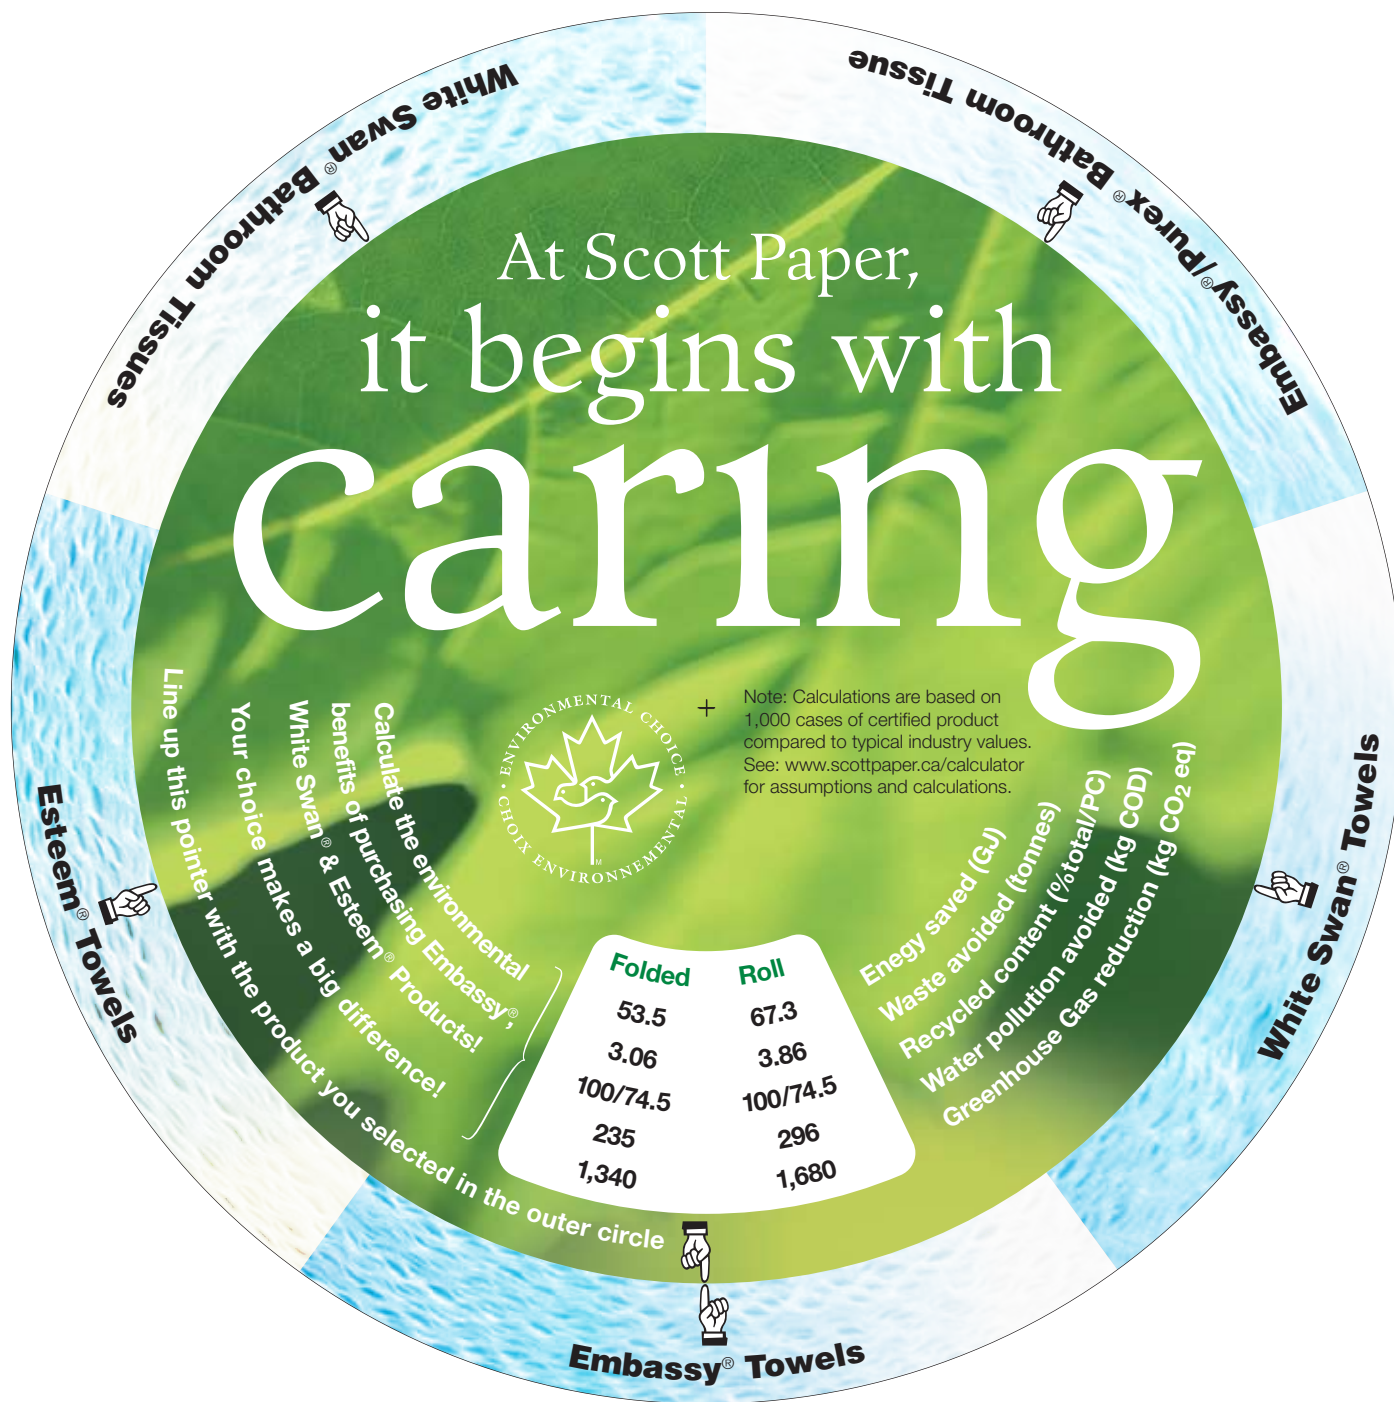 At Scott Paper,
it begins with
caring
White Swan® Bathroom Tissues
Embassy®/Purex® Bathroom Tissue
White Swan® Towels
Embassy® Towels
Esteem® Towels
Calculate the environmental
benefits of purchasing Embassy®,
White Swan® & Esteem® Products!
Your choice makes a big difference!
Line up this pointer with the product you selected in the outer circle
• ENVIRONMENTAL CHOICE •
CHOIX ENVIRONNEMENTAL
M
+
Note: Calculations are based on
1,000 cases of certified product
compared to typical industry values.
See: www.scottpaper.ca/calculator
for assumptions and calculations.
Folded Roll
53.5 67.3 Enegy saved (GJ)
3.06 3.86 Waste avoided (tonnes)
100/74.5 100/74.5 Recycled content (%total/PC)
235 296 Water pollution avoided (kg COD)
1,340 1,680 Greenhouse Gas reduction (kg CO2 eq)